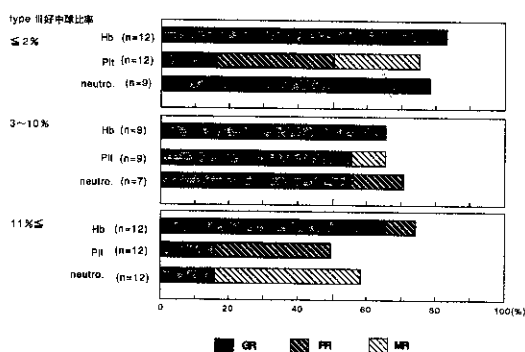 type Ⅲ好中球比率
≦2%
Hb (n=12)
Plt (n=12)
neutro. (n=9)
3〜10%
Hb (n=9)
Plt (n=9)
neutro. (n=7)
11%≦
Hb (n=12)
Plt (n=12)
neutro. (n=12)
0 20 40 60 80 100(%)
GR PR MR